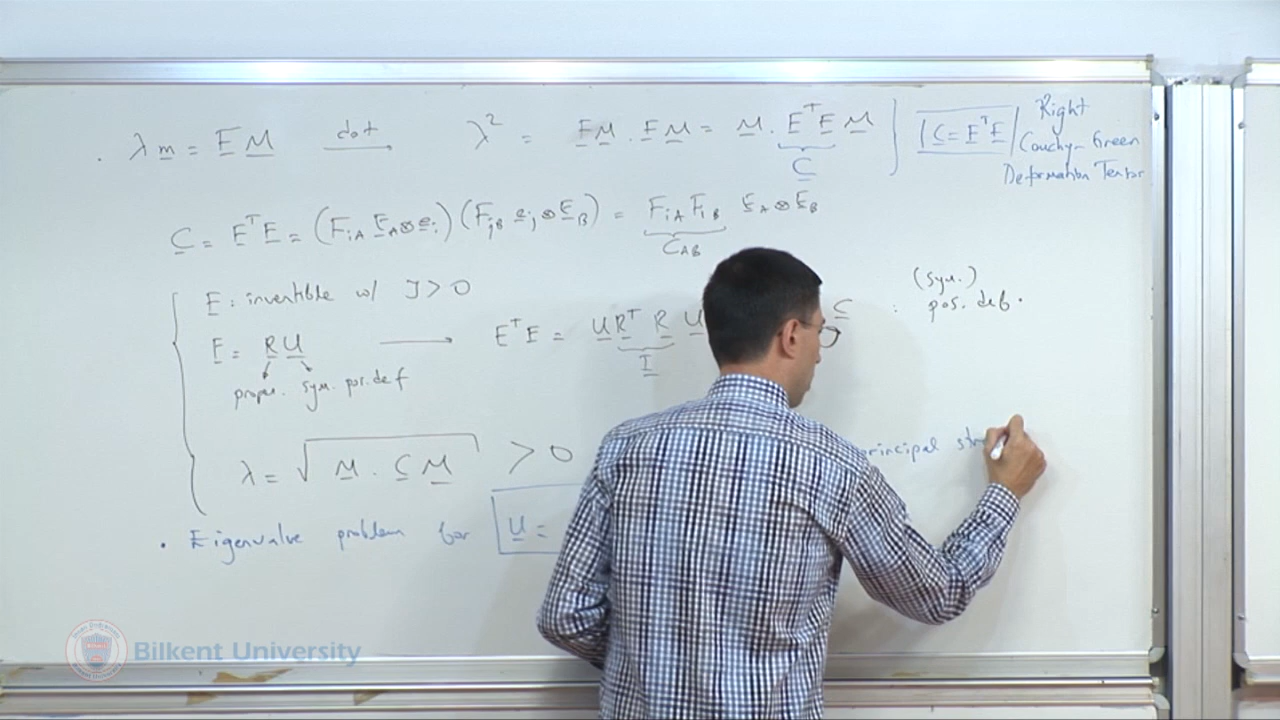 . λ m = F M dot λ² = F M . F M = M . FᵀF M } | C = FᵀF | Right
C Cauchy-Green
Deformation Tensor
C = FᵀF = (F_iA E_A ⊗ e_i) (F_jB e_j ⊗ E_B) = F_iA F_iB E_A ⊗ E_B
C_AB
F : invertible w/ J > 0 (sym.)
F = R U → FᵀF = U Rᵀ R U C : pos. def.
I
proper. sym. pos. def
λ = √ M . C M > 0 principal
. Eigenvalue problem for U =
Bilkent University